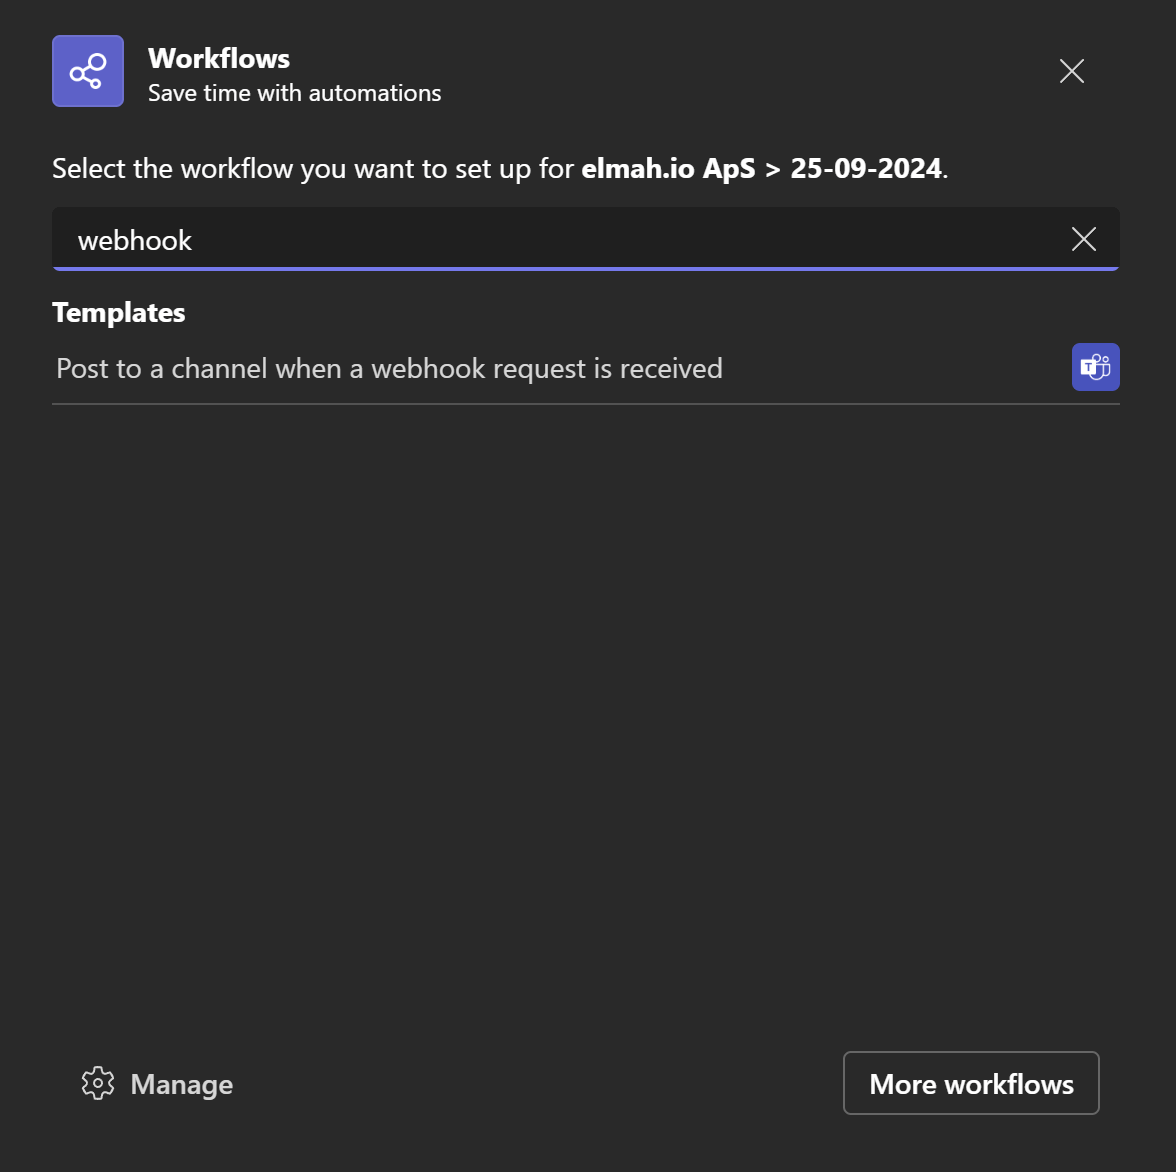 Workflows
Save time with automations
Select the workflow you want to set up for elmah.io ApS > 25-09-2024.
webhook
Templates
Post to a channel when a webhook request is received
T
Manage
More workflows